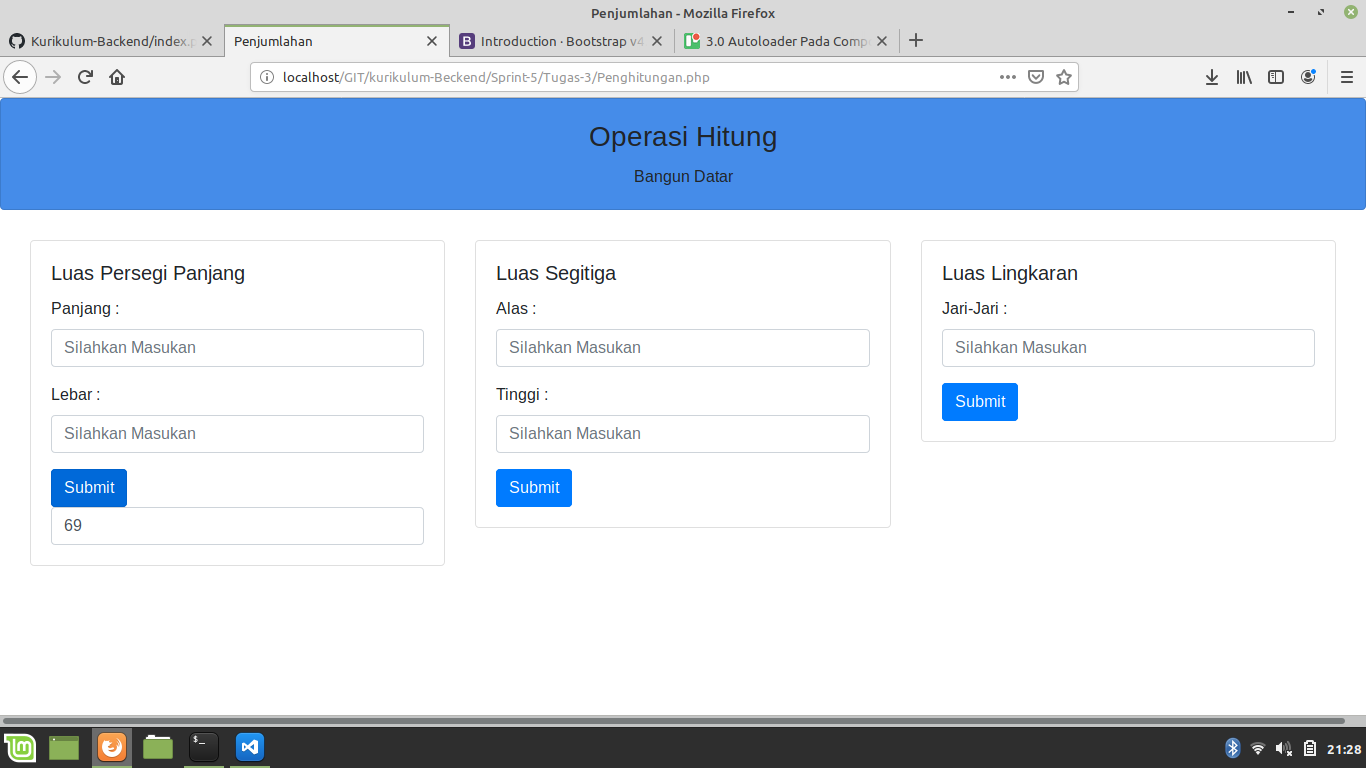 Penjumlahan - Mozilla Firefox
Kurikulum-Backend/index.p
Penjumlahan
Introduction · Bootstrap v4
3.0 Autoloader Pada Comp
localhost/GIT/kurikulum-Beckend/Sprint-5/Tugas-3/Penghitungan.php
Operasi Hitung
Bangun Datar
Luas Persegi Panjang
Panjang :
Silahkan Masukan
Lebar :
Silahkan Masukan
Submit
69
Luas Segitiga
Alas :
Silahkan Masukan
Tinggi :
Silahkan Masukan
Submit
Luas Lingkaran
Jari-Jari :
Silahkan Masukan
Submit
21:28